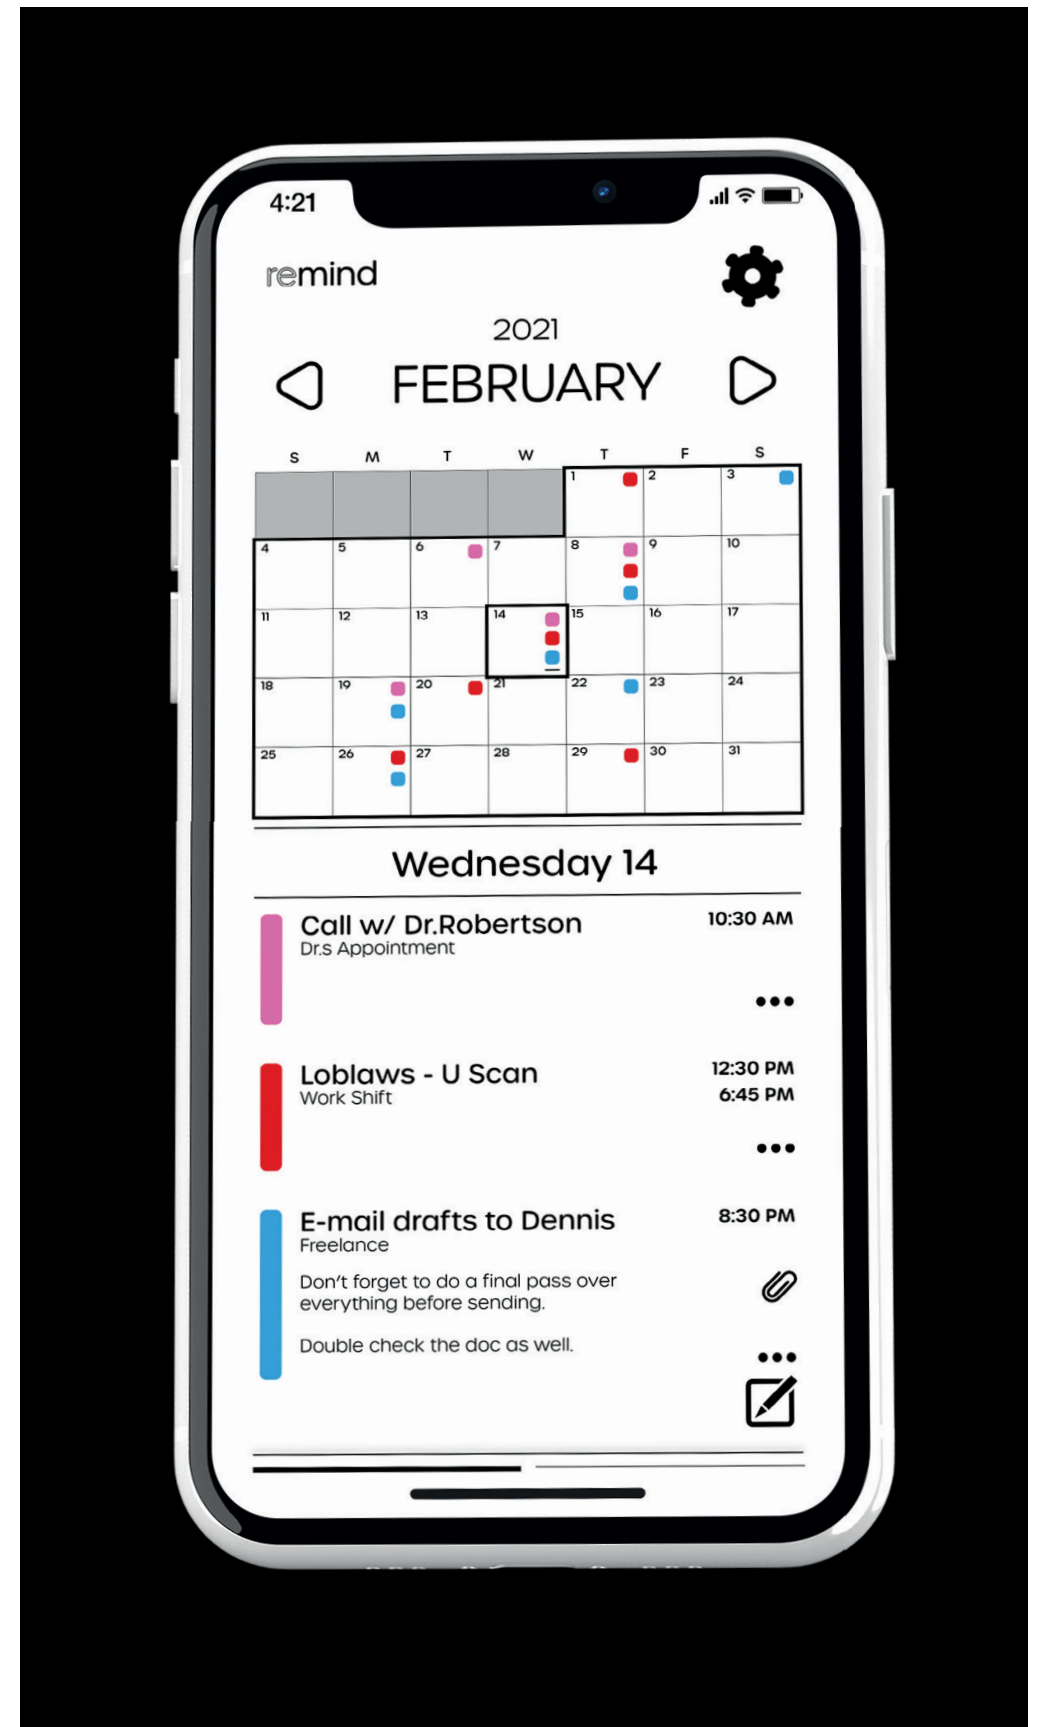 4:21
remind
2021
FEBRUARY
S M T W T F S
1 2 3
4 5 6 7 8 9 10
11 12 13 14 15 16 17
18 19 20 21 22 23 24
25 26 27 28 29 30 31
Wednesday 14
Call w/ Dr.Robertson 10:30 AM
Dr.s Appointment
Loblaws - U Scan 12:30 PM
Work Shift 6:45 PM
E-mail drafts to Dennis 8:30 PM
Freelance
Don't forget to do a final pass over
everything before sending.
Double check the doc as well.